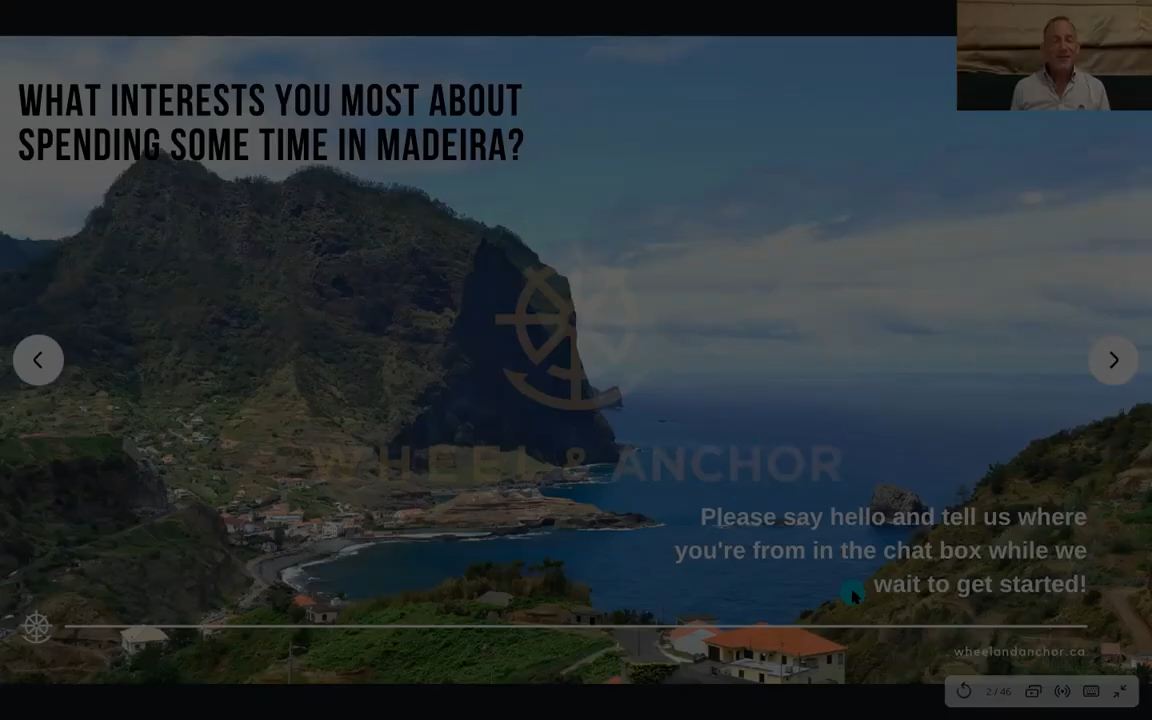 WHAT INTERESTS YOU MOST ABOUT
SPENDING SOME TIME IN MADEIRA?
WHEEL & ANCHOR
Please say hello and tell us where
you're from in the chat box while we
wait to get started!
wheelandanchor.ca
2 / 46